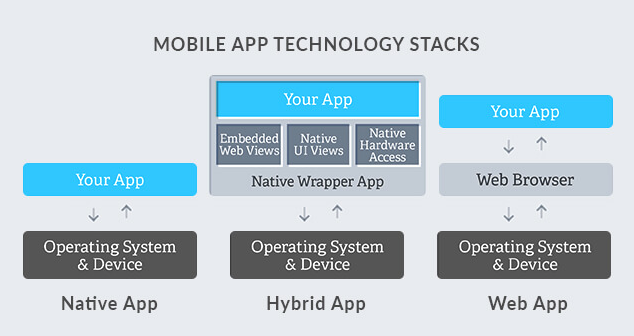 MOBILE APP TECHNOLOGY STACKS
Your App
Operating System
& Device
Native App
Your App
Embedded
Web Views
Native
UI Views
Native
Hardware
Access
Native Wrapper App
Operating System
& Device
Hybrid App
Your App
Web Browser
Operating System
& Device
Web App